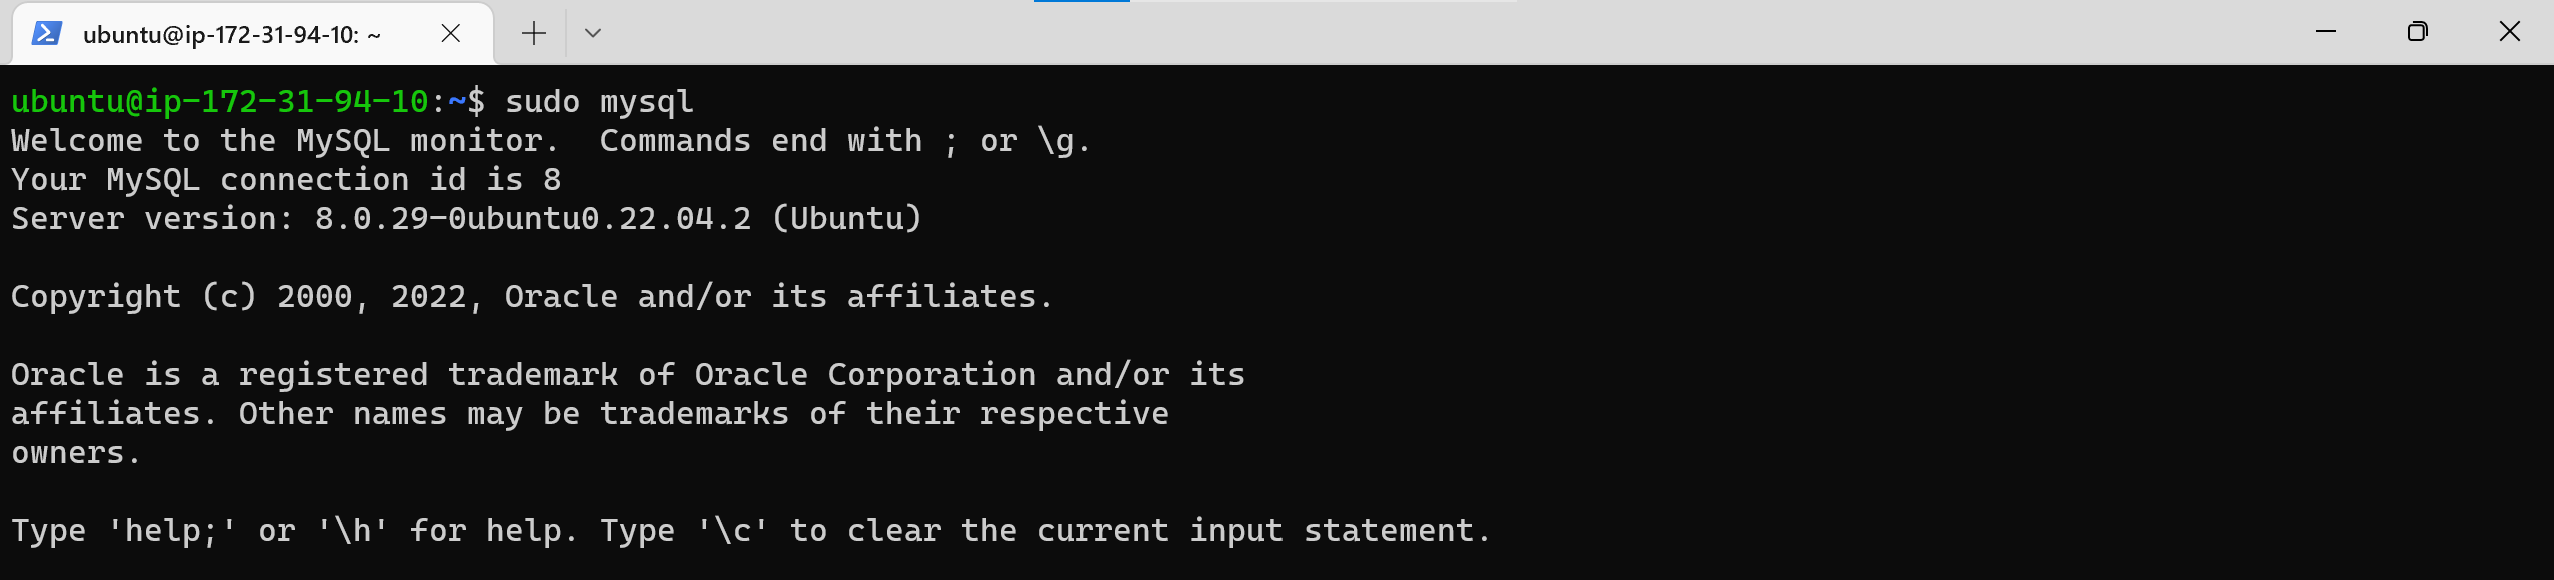 ubuntu@ip-172-31-94-10: ~
ubuntu@ip-172-31-94-10:~$ sudo mysql
Welcome to the MySQL monitor.  Commands end with ; or \g.
Your MySQL connection id is 8
Server version: 8.0.29-0ubuntu0.22.04.2 (Ubuntu)
Copyright (c) 2000, 2022, Oracle and/or its affiliates.
Oracle is a registered trademark of Oracle Corporation and/or its
affiliates. Other names may be trademarks of their respective
owners.
Type 'help;' or '\h' for help. Type '\c' to clear the current input statement.